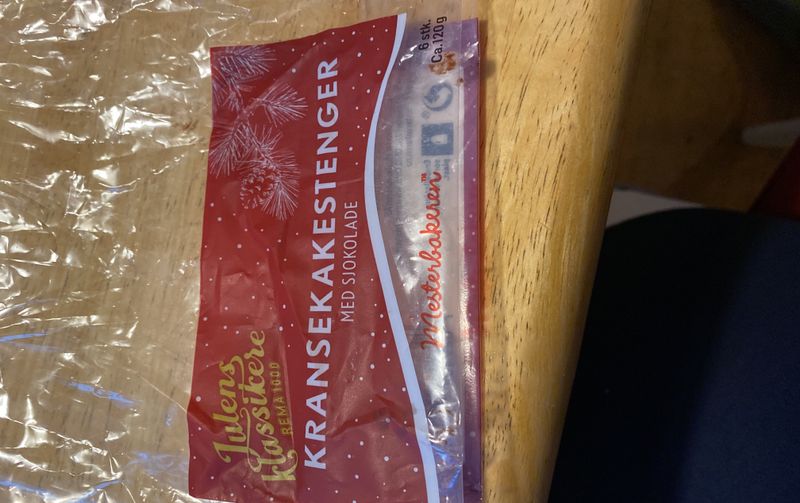 Julens
klassikere
REMA 1000
KRANSEKAKESTENGER
MED SJOKOLADE
Mesterbakeren™
6 stk.
Ca. 120 g